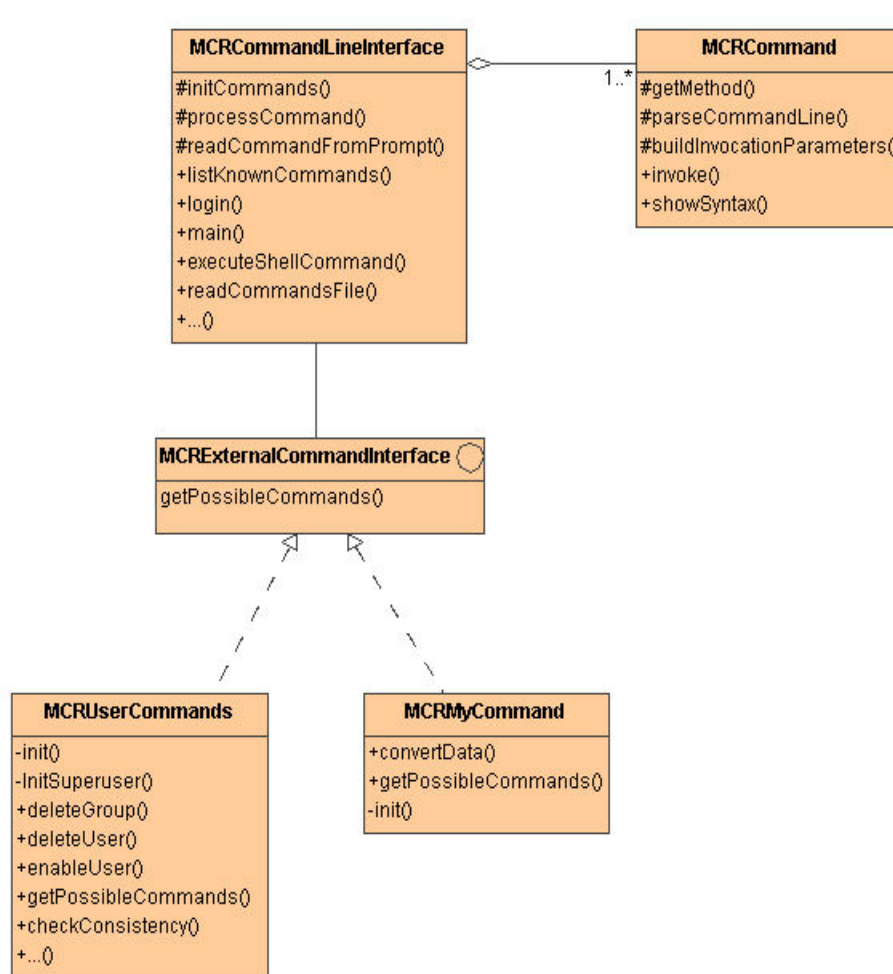 MCRCommandLineInterface
#initCommands()
#processCommand()
#readCommandFromPrompt()
+listKnownCommands()
+login()
+main()
+executeShellCommand()
+readCommandsFile()
+...()
1..*
MCRCommand
#getMethod()
#parseCommandLine()
#buildInvocationParameters()
+invoke()
+showSyntax()
MCRExternalCommandInterface
getPossibleCommands()
MCRUserCommands
-init()
-InitSuperuser()
+deleteGroup()
+deleteUser()
+enableUser()
+getPossibleCommands()
+checkConsistency()
+...()
MCRMyCommand
+convertData()
+getPossibleCommands()
-init()